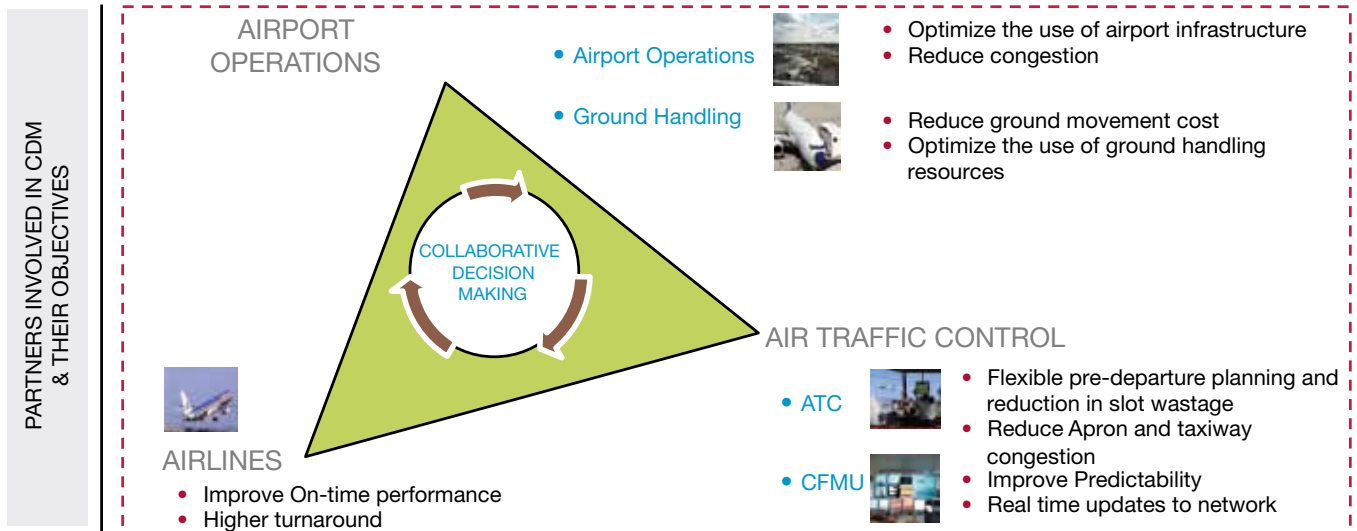 PARTNERS INVOLVED IN CDM
& THEIR OBJECTIVES
AIRPORT
OPERATIONS
• Airport Operations
• Optimize the use of airport infrastructure
• Reduce congestion
• Ground Handling
• Reduce ground movement cost
• Optimize the use of ground handling
resources
COLLABORATIVE
DECISION
MAKING
AIR TRAFFIC CONTROL
• ATC
• Flexible pre-departure planning and
reduction in slot wastage
• Reduce Apron and taxiway
congestion
• CFMU
• Improve Predictability
• Real time updates to network
AIRLINES
• Improve On-time performance
• Higher turnaround